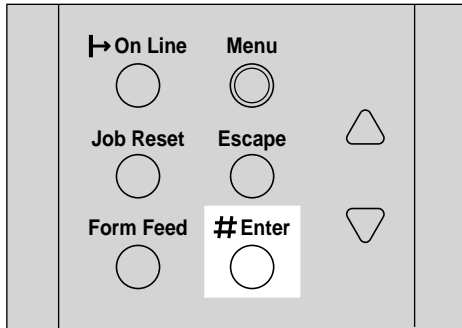 On Line
Menu
Job Reset
Escape
Form Feed
# Enter